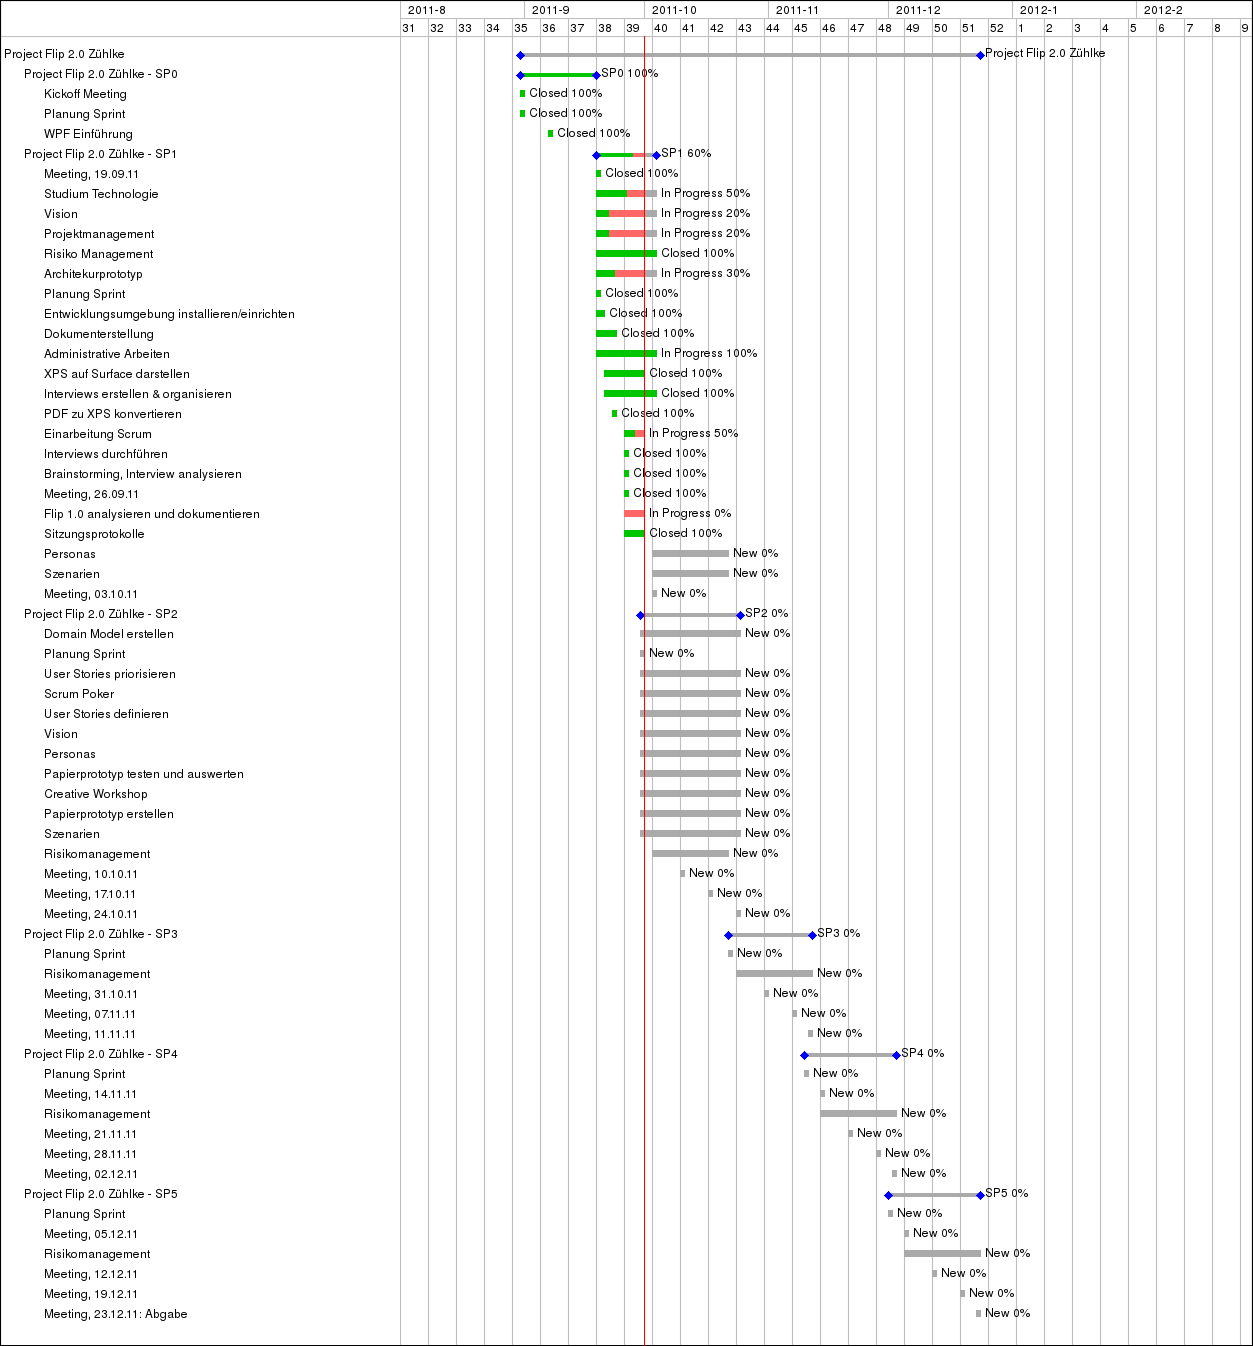 2011-8 2011-9 2011-10 2011-11 2011-12 2012-1 2012-2
31 32 33 34 35 36 37 38 39 40 41 42 43 44 45 46 47 48 49 50 51 52 1 2 3 4 5 6 7 8 9
Project Flip 2.0 Zühlke Project Flip 2.0 Zühlke
Project Flip 2.0 Zühlke - SP0 SP0 100%
Kickoff Meeting Closed 100%
Planung Sprint Closed 100%
WPF Einführung Closed 100%
Project Flip 2.0 Zühlke - SP1 SP1 60%
Meeting, 19.09.11 Closed 100%
Studium Technologie In Progress 50%
Vision In Progress 20%
Projektmanagement In Progress 20%
Risiko Management Closed 100%
Architekurprototyp In Progress 30%
Planung Sprint Closed 100%
Entwicklungsumgebung installieren/einrichten Closed 100%
Dokumenterstellung Closed 100%
Administrative Arbeiten In Progress 100%
XPS auf Surface darstellen Closed 100%
Interviews erstellen & organisieren Closed 100%
PDF zu XPS konvertieren Closed 100%
Einarbeitung Scrum In Progress 50%
Interviews durchführen Closed 100%
Brainstorming, Interview analysieren Closed 100%
Meeting, 26.09.11 Closed 100%
Flip 1.0 analysieren und dokumentieren In Progress 0%
Sitzungsprotokolle Closed 100%
Personas New 0%
Szenarien New 0%
Meeting, 03.10.11 New 0%
Project Flip 2.0 Zühlke - SP2 SP2 0%
Domain Model erstellen New 0%
Planung Sprint New 0%
User Stories priorisieren New 0%
Scrum Poker New 0%
User Stories definieren New 0%
Vision New 0%
Personas New 0%
Papierprototyp testen und auswerten New 0%
Creative Workshop New 0%
Papierprototyp erstellen New 0%
Szenarien New 0%
Risikomanagement New 0%
Meeting, 10.10.11 New 0%
Meeting, 17.10.11 New 0%
Meeting, 24.10.11 New 0%
Project Flip 2.0 Zühlke - SP3 SP3 0%
Planung Sprint New 0%
Risikomanagement New 0%
Meeting, 31.10.11 New 0%
Meeting, 07.11.11 New 0%
Meeting, 11.11.11 New 0%
Project Flip 2.0 Zühlke - SP4 SP4 0%
Planung Sprint New 0%
Meeting, 14.11.11 New 0%
Risikomanagement New 0%
Meeting, 21.11.11 New 0%
Meeting, 28.11.11 New 0%
Meeting, 02.12.11 New 0%
Project Flip 2.0 Zühlke - SP5 SP5 0%
Planung Sprint New 0%
Meeting, 05.12.11 New 0%
Risikomanagement New 0%
Meeting, 12.12.11 New 0%
Meeting, 19.12.11 New 0%
Meeting, 23.12.11: Abgabe New 0%